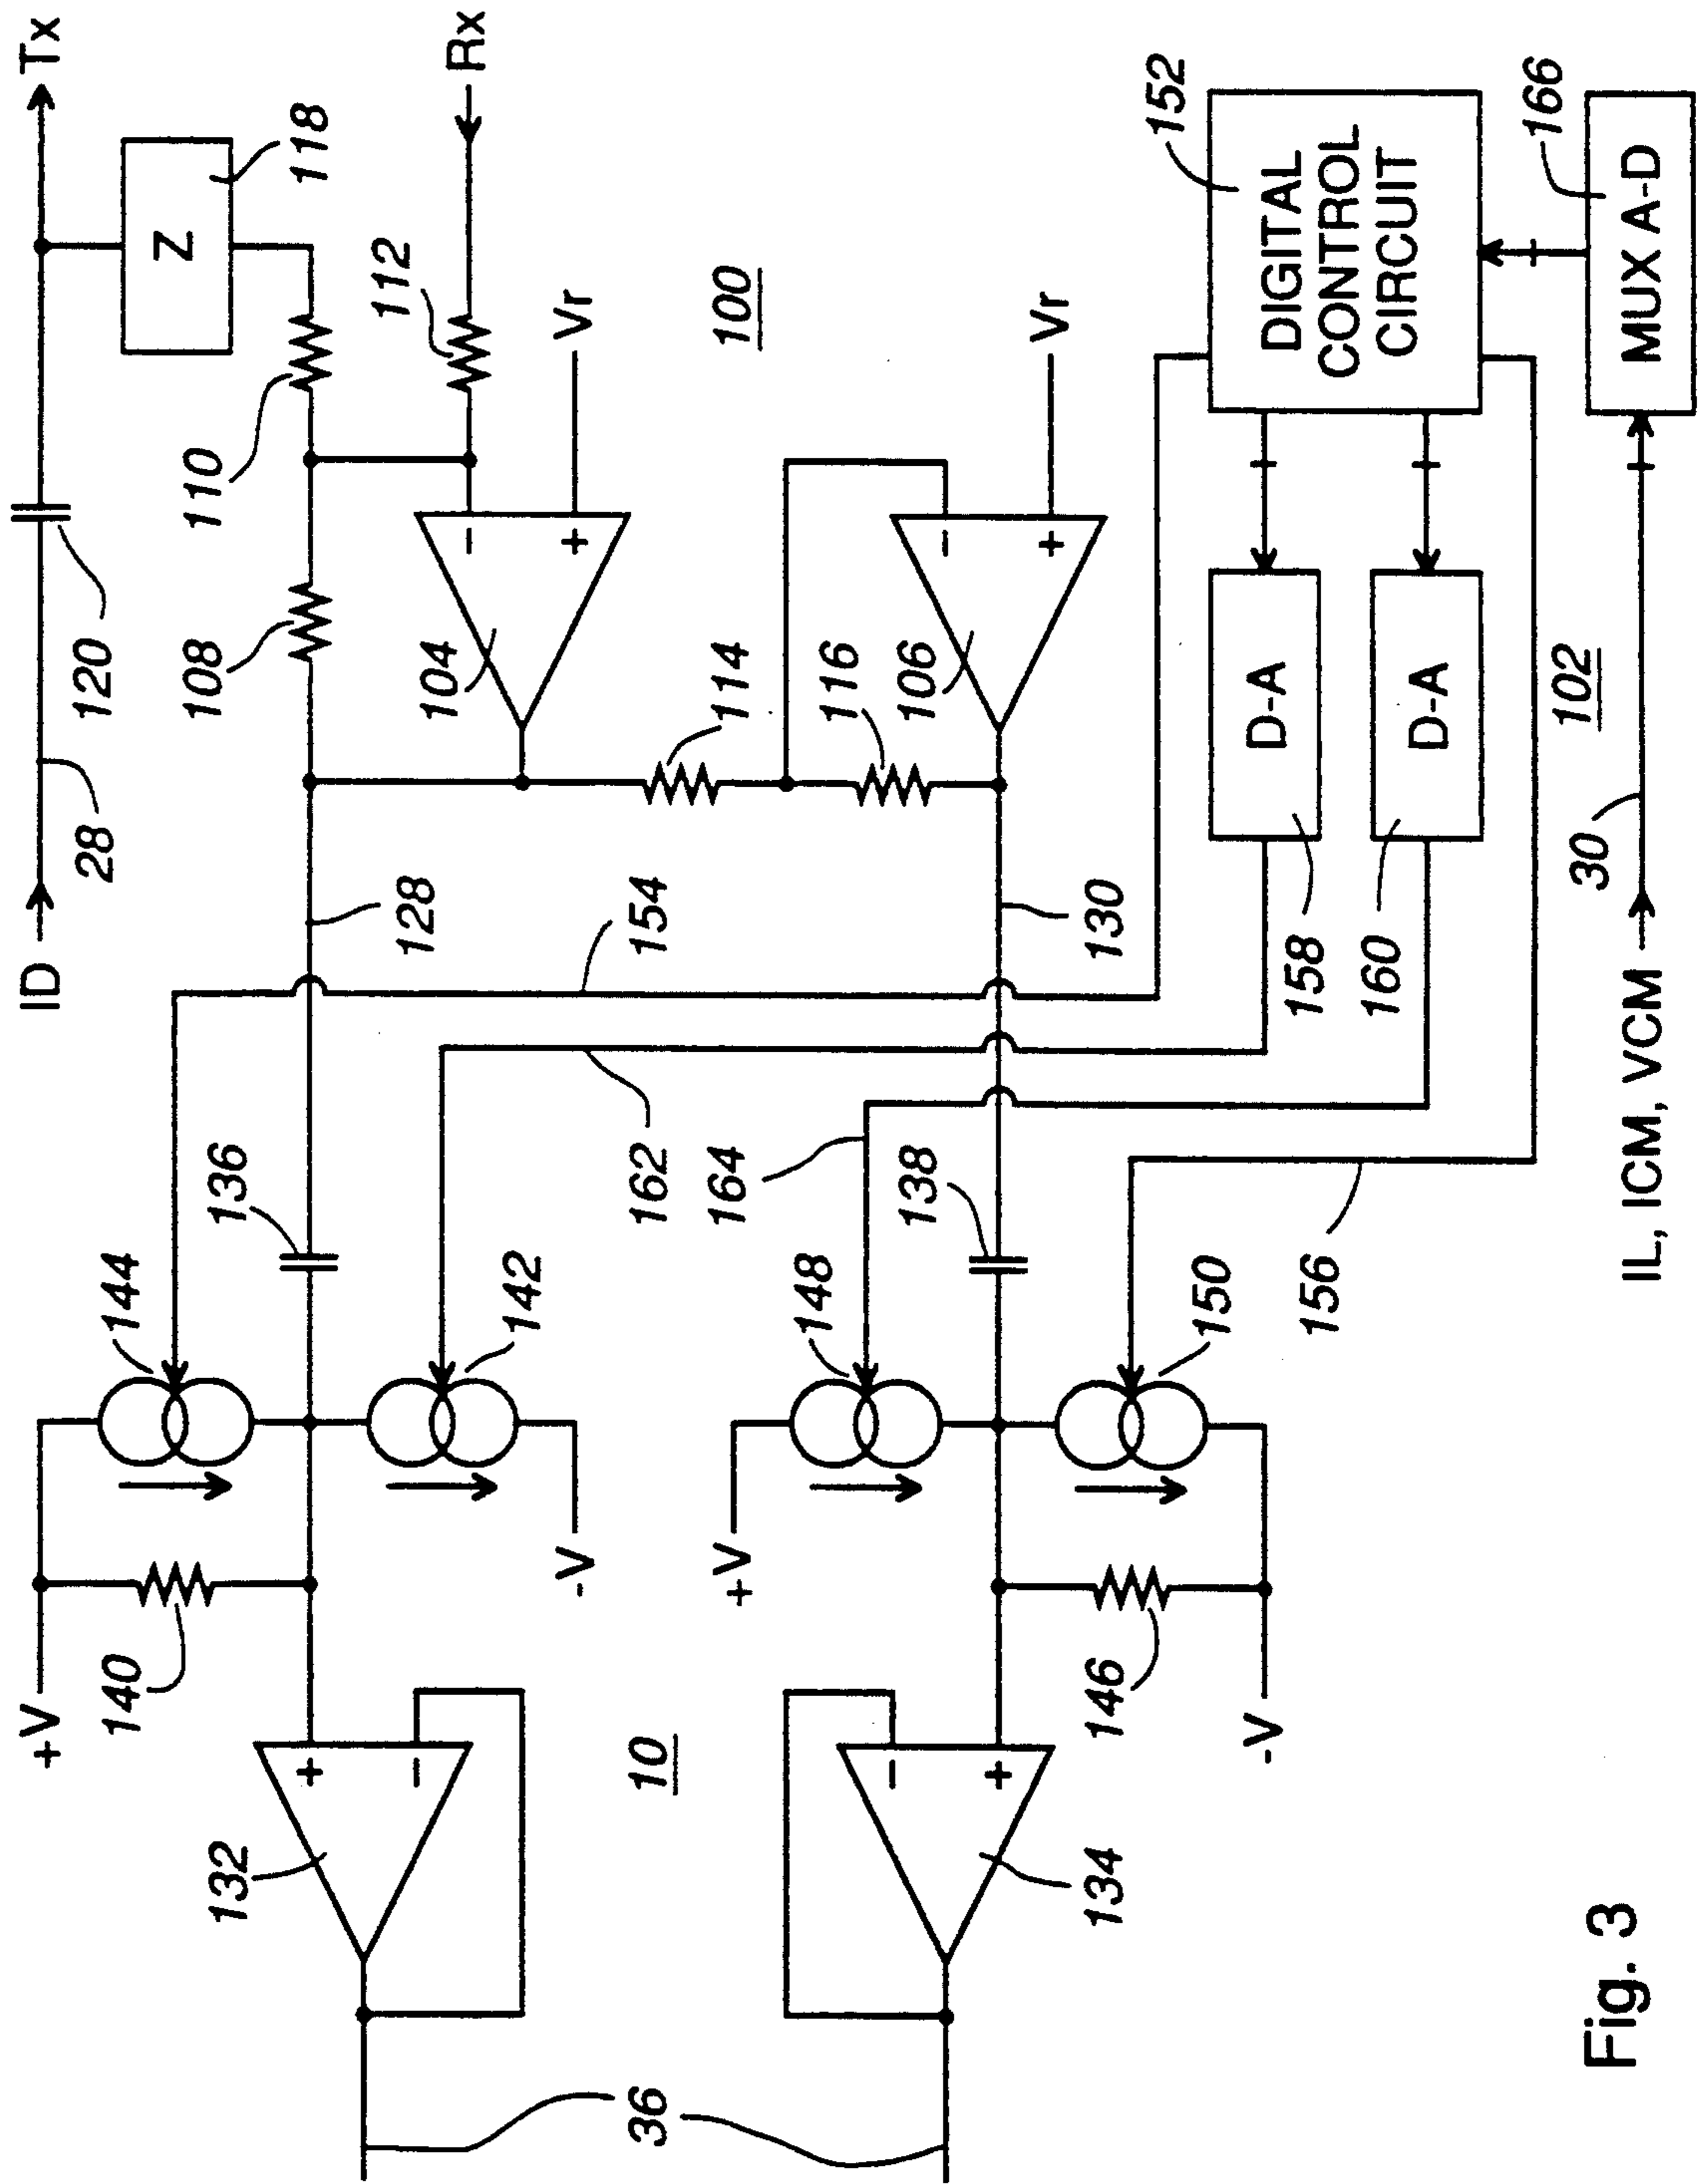 ID
28
120
Tx
Z
118
108
110
112
Rx
104
Vr
100
114
116
106
Vr
128
154
130
+V
140
144
136
142
-V
132
10
162
164
+V
148
138
150
146
-V
156
134
36
DIGITAL
CONTROL
CIRCUIT
152
D-A
158
D-A
160
102
MUX A-D
166
30
IL, ICM, VCM
Fig. 3